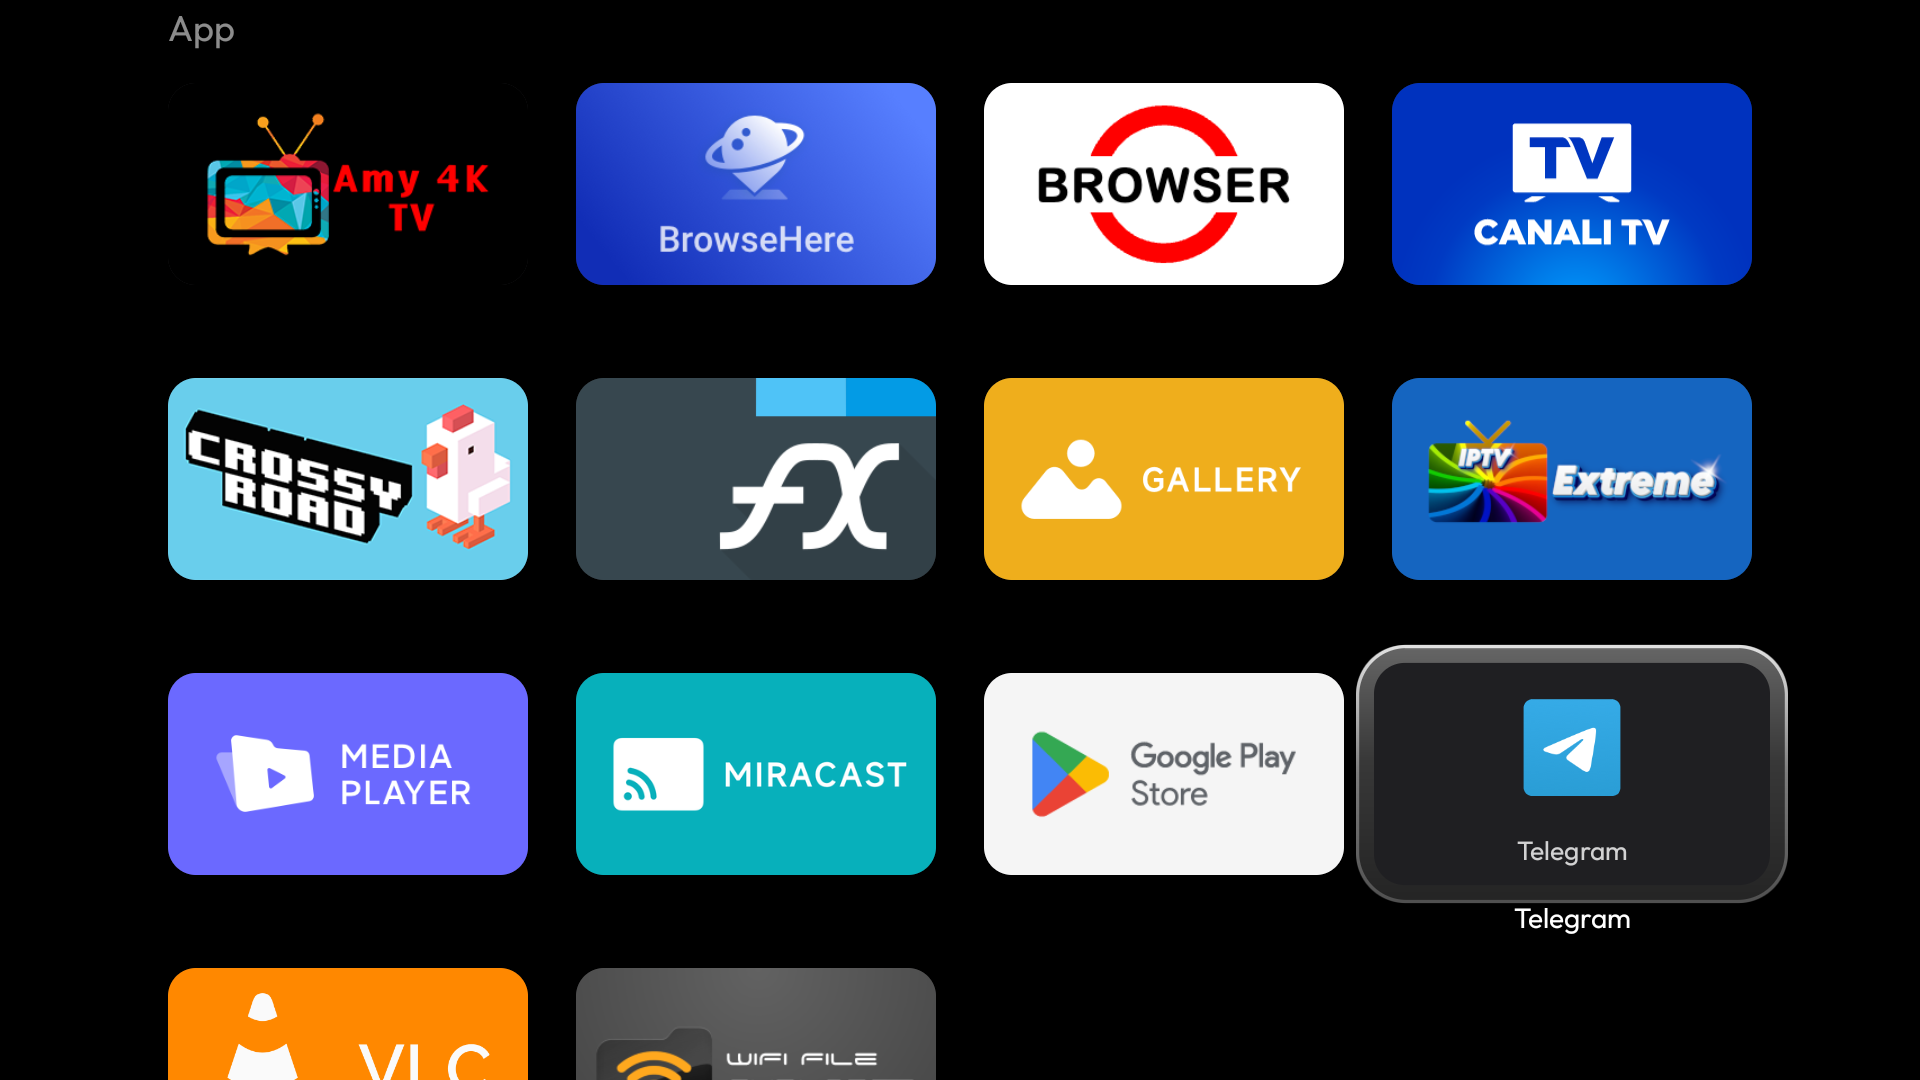 App
Amy 4K
TV
BrowseHere
BROWSER
TV
CANALI TV
CROSSY
ROAD
fX
GALLERY
IPTV
Extreme
MEDIA
PLAYER
MIRACAST
Google Play
Store
Telegram
Telegram
VLC
WIFI FILE